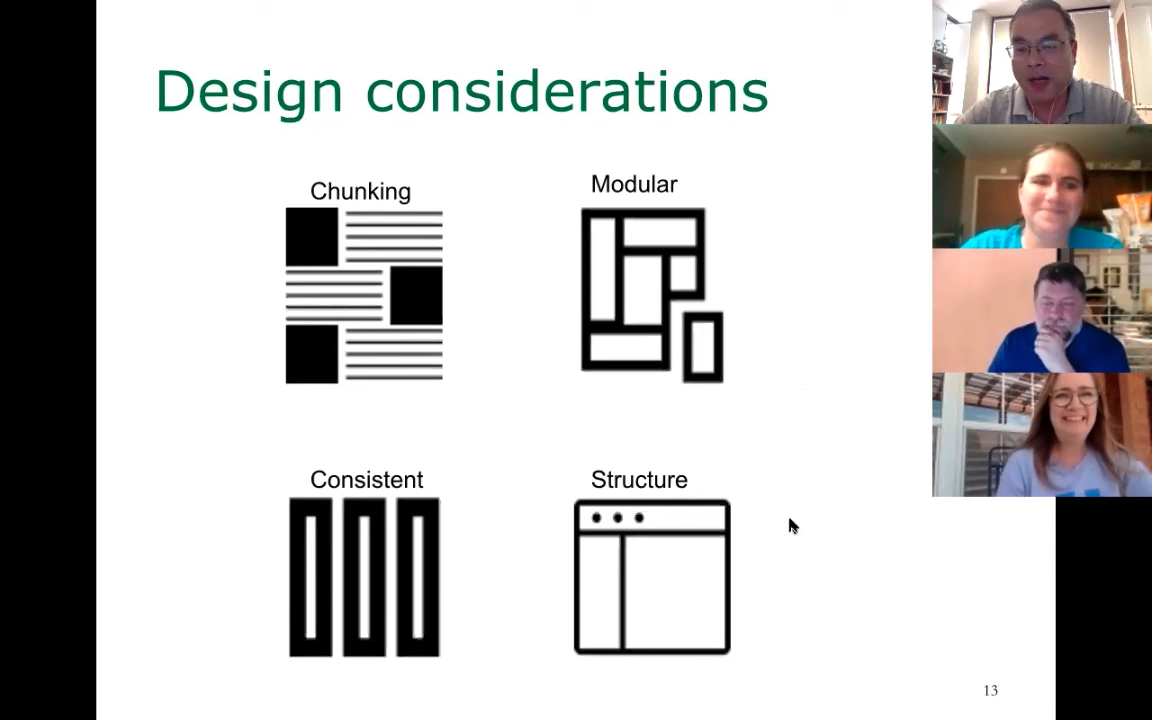 Design considerations
Chunking
Modular
Consistent
Structure
13